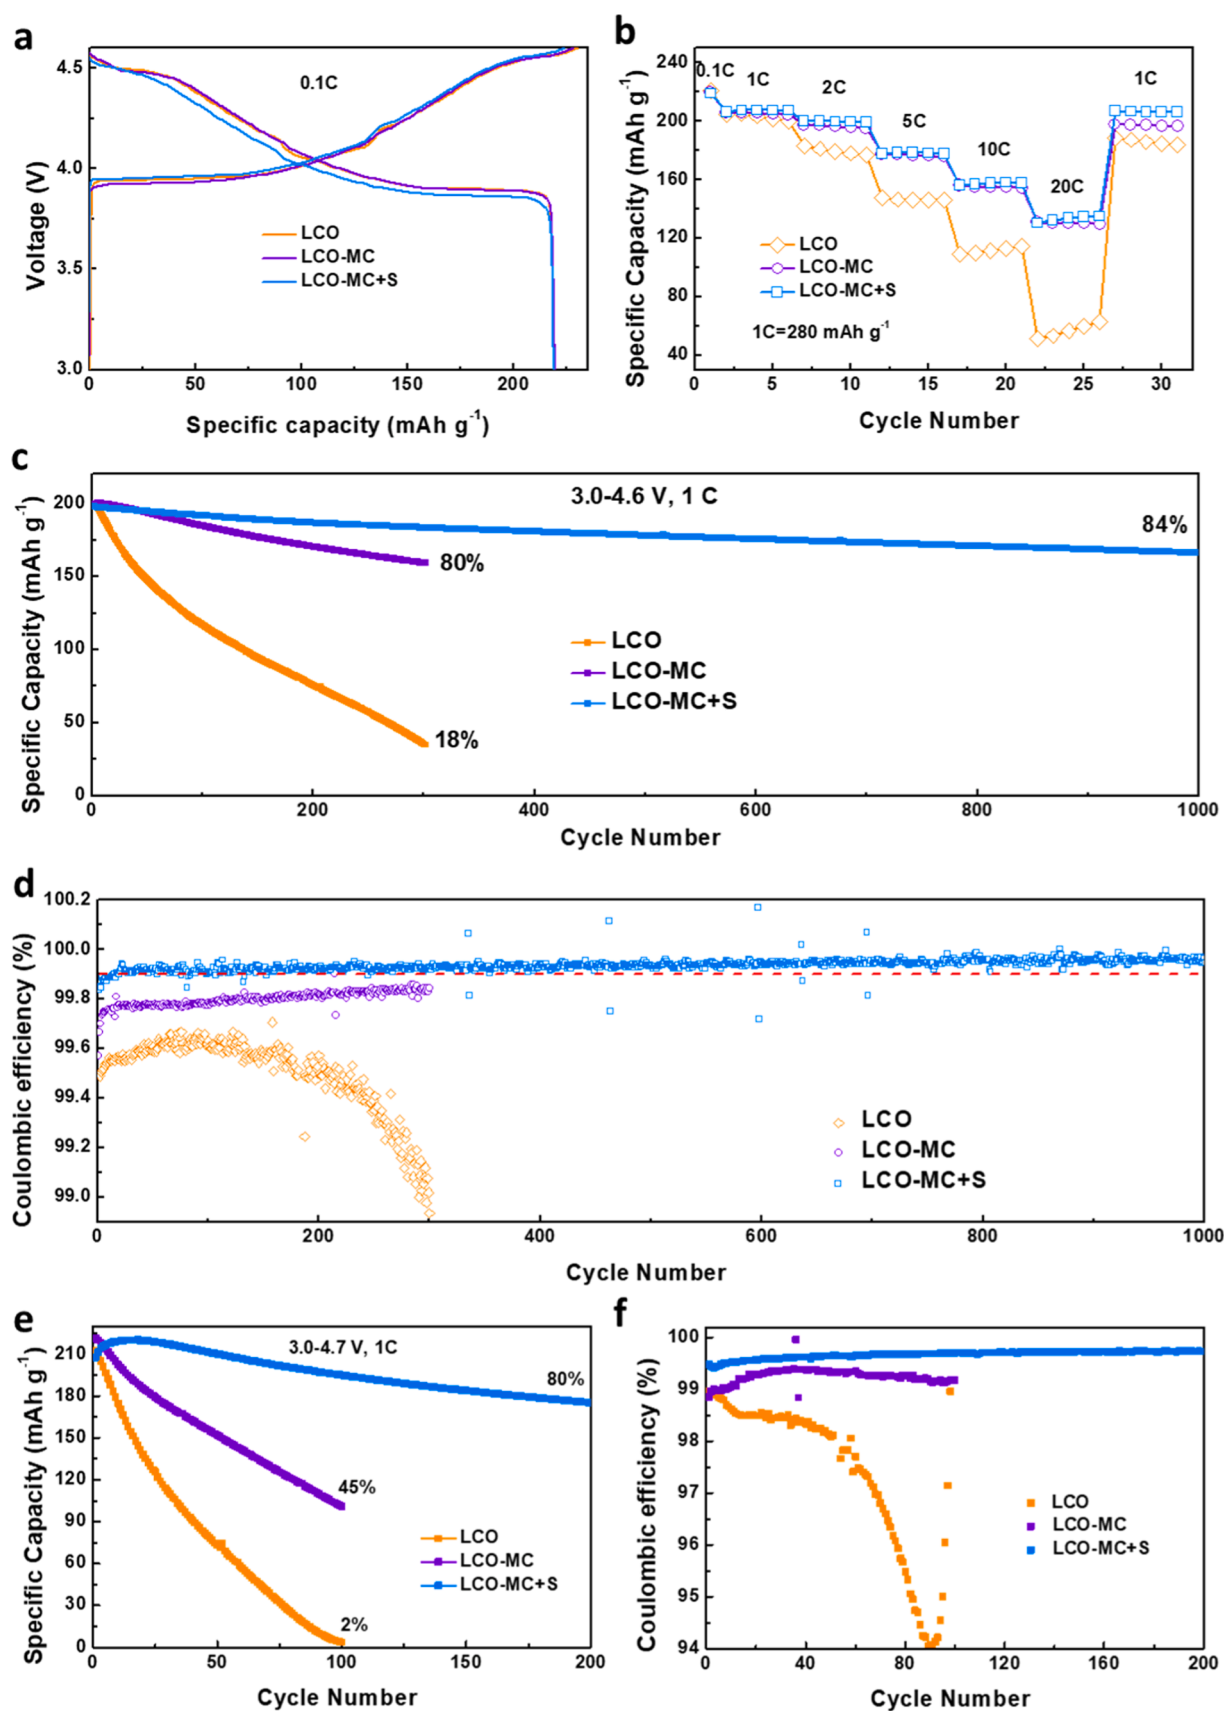 a
0.1C
4.5
4.0
3.5
3.0
Voltage (V)
LCO
LCO-MC
LCO-MC+S
0
50
100
150
200
Specific capacity (mAh g-1)
b
240
200
160
120
80
40
Specific Capacity (mAh g-1)
0.1C
1C
2C
5C
10C
20C
1C
LCO
LCO-MC
LCO-MC+S
1C=280 mAh g-1
0
5
10
15
20
25
30
Cycle Number
c
200
150
100
50
0
Specific Capacity (mAh g-1)
3.0-4.6 V, 1 C
84%
80%
18%
LCO
LCO-MC
LCO-MC+S
0
200
400
600
800
1000
Cycle Number
d
100.2
100.0
99.8
99.6
99.4
99.2
99.0
Coulombic efficiency (%)
LCO
LCO-MC
LCO-MC+S
0
200
400
600
800
1000
Cycle Number
e
210
180
150
120
90
60
30
0
Specific Capacity (mAh g-1)
3.0-4.7 V, 1C
80%
45%
2%
LCO
LCO-MC
LCO-MC+S
0
50
100
150
200
Cycle Number
f
100
99
98
97
96
95
94
Coulombic efficiency (%)
LCO
LCO-MC
LCO-MC+S
0
40
80
120
160
200
Cycle Number